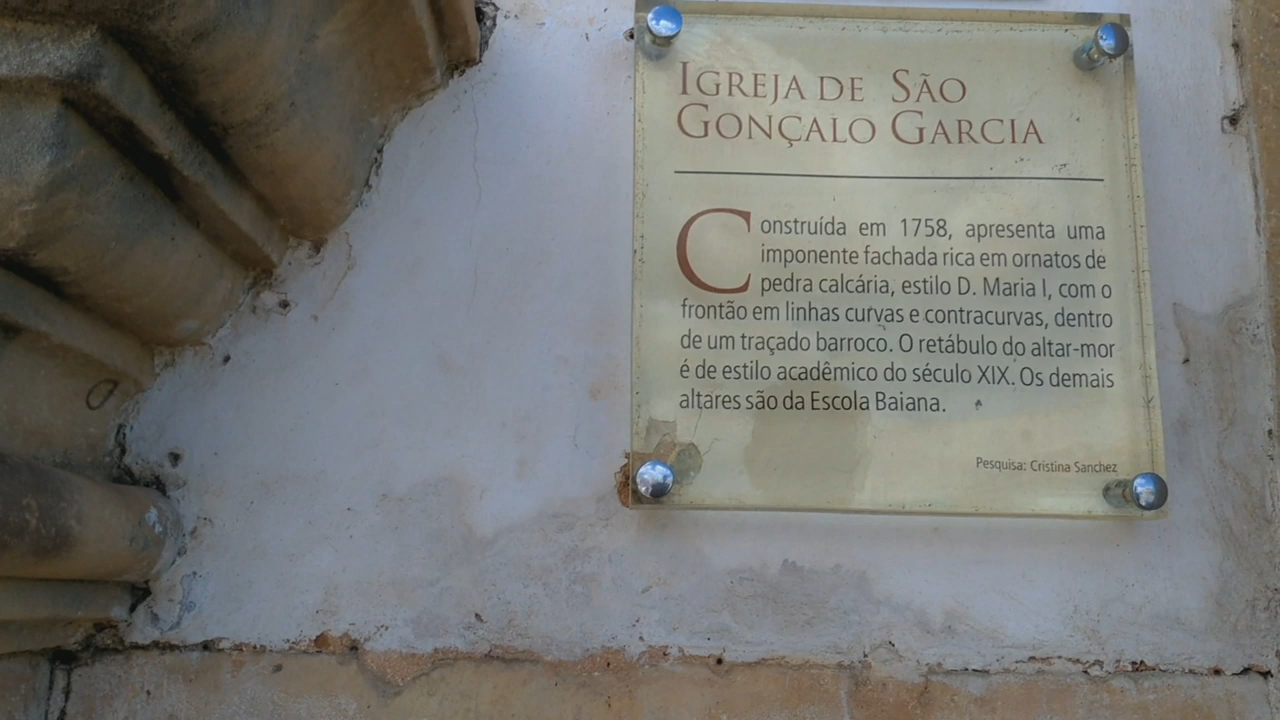 IGREJA DE SÃO
GONÇALO GARCIA
Construída em 1758, apresenta uma
imponente fachada rica em ornatos de
pedra calcária, estilo D. Maria I, com o
frontão em linhas curvas e contracurvas, dentro
de um traçado barroco. O retábulo do altar-mor
é de estilo acadêmico do século XIX. Os demais
altares são da Escola Baiana.
Pesquisa: Cristina Sanchez